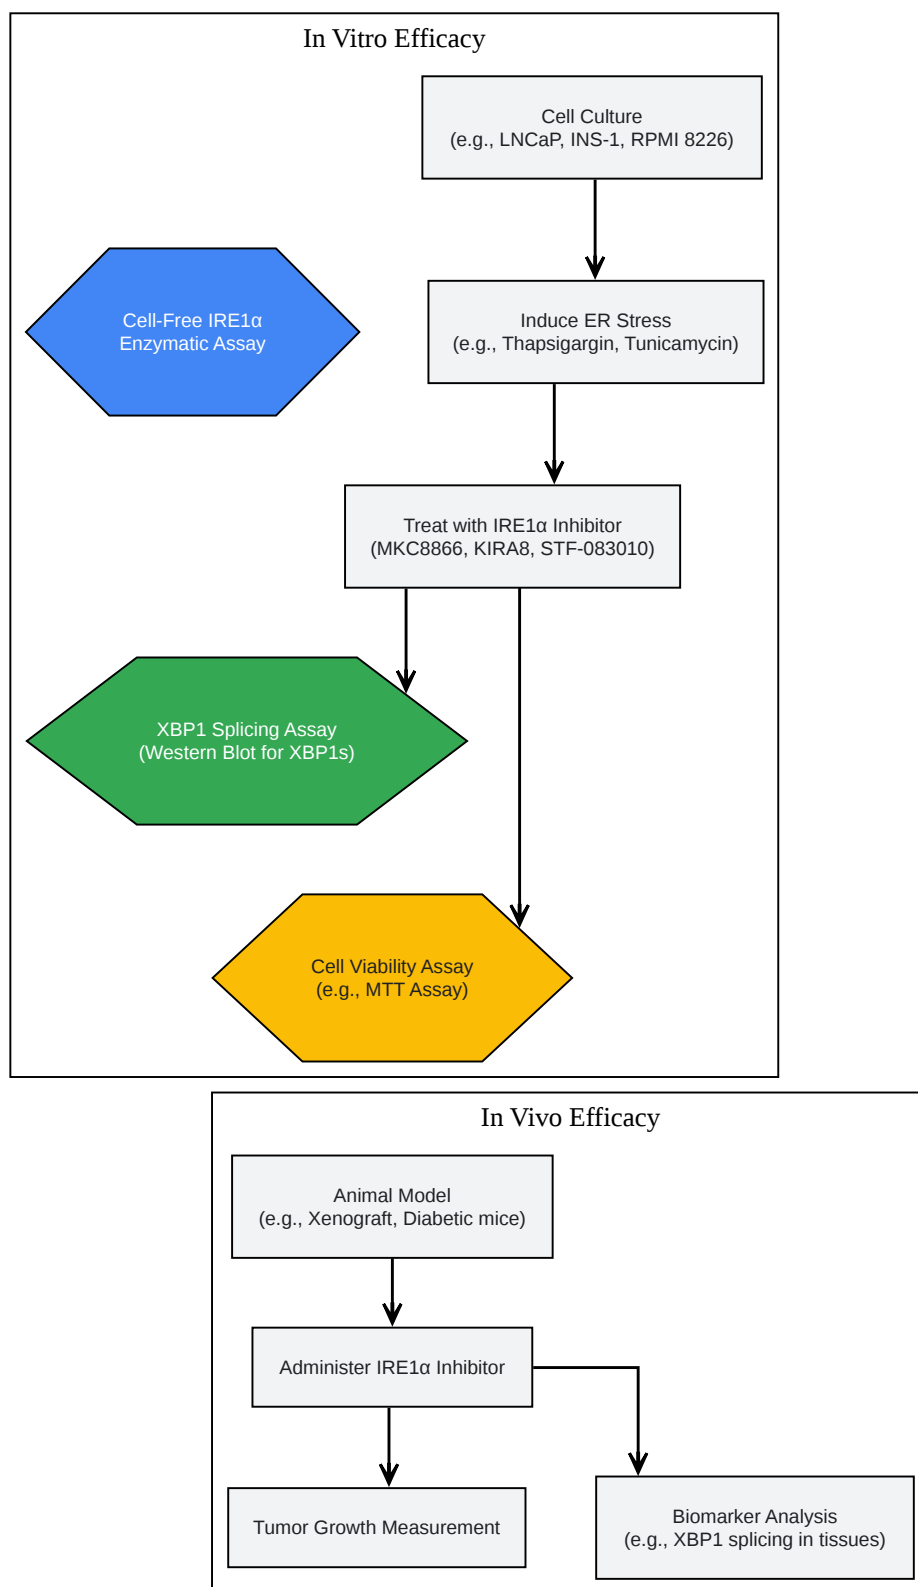 In Vitro Efficacy
Cell Culture
(e.g., LNCaP, INS-1, RPMI 8226)
Cell-Free IRE1α
Enzymatic Assay
Induce ER Stress
(e.g., Thapsigargin, Tunicamycin)
Treat with IRE1α Inhibitor
(MKC8866, KIRA8, STF-083010)
XBP1 Splicing Assay
(Western Blot for XBP1s)
Cell Viability Assay
(e.g., MTT Assay)
In Vivo Efficacy
Animal Model
(e.g., Xenograft, Diabetic mice)
Administer IRE1α Inhibitor
Tumor Growth Measurement
Biomarker Analysis
(e.g., XBP1 splicing in tissues)